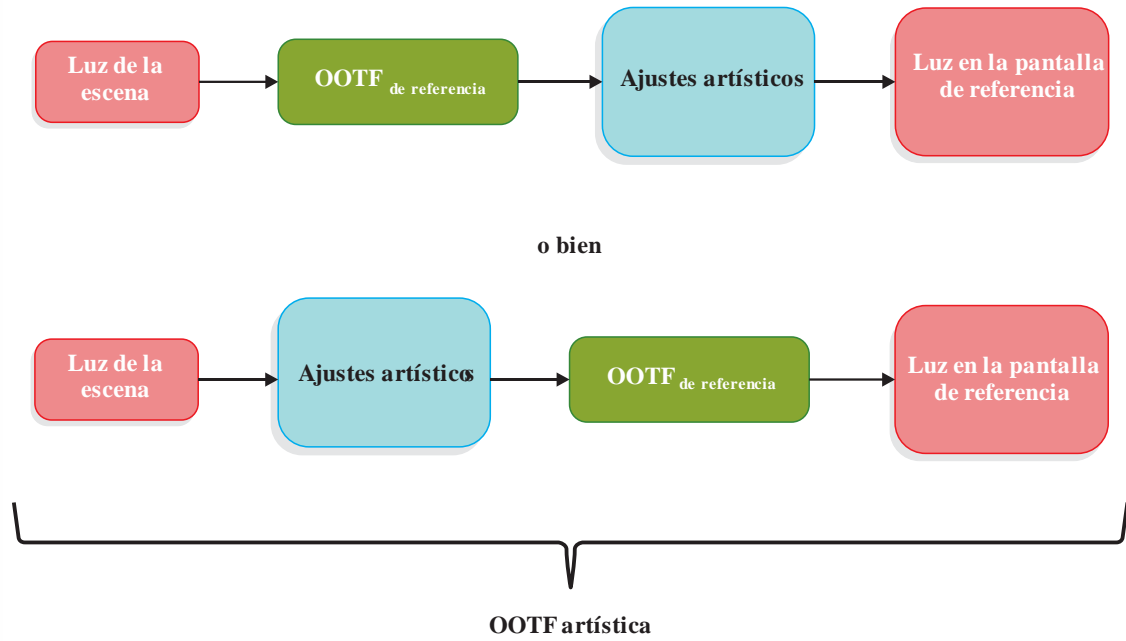 Luz de la
escena
OOTF de referencia
Ajustes artísticos
Luz en la pantalla
de referencia
o bien
Luz de la
escena
Ajustes artísticos
OOTF de referencia
Luz en la pantalla
de referencia
OOTF artística